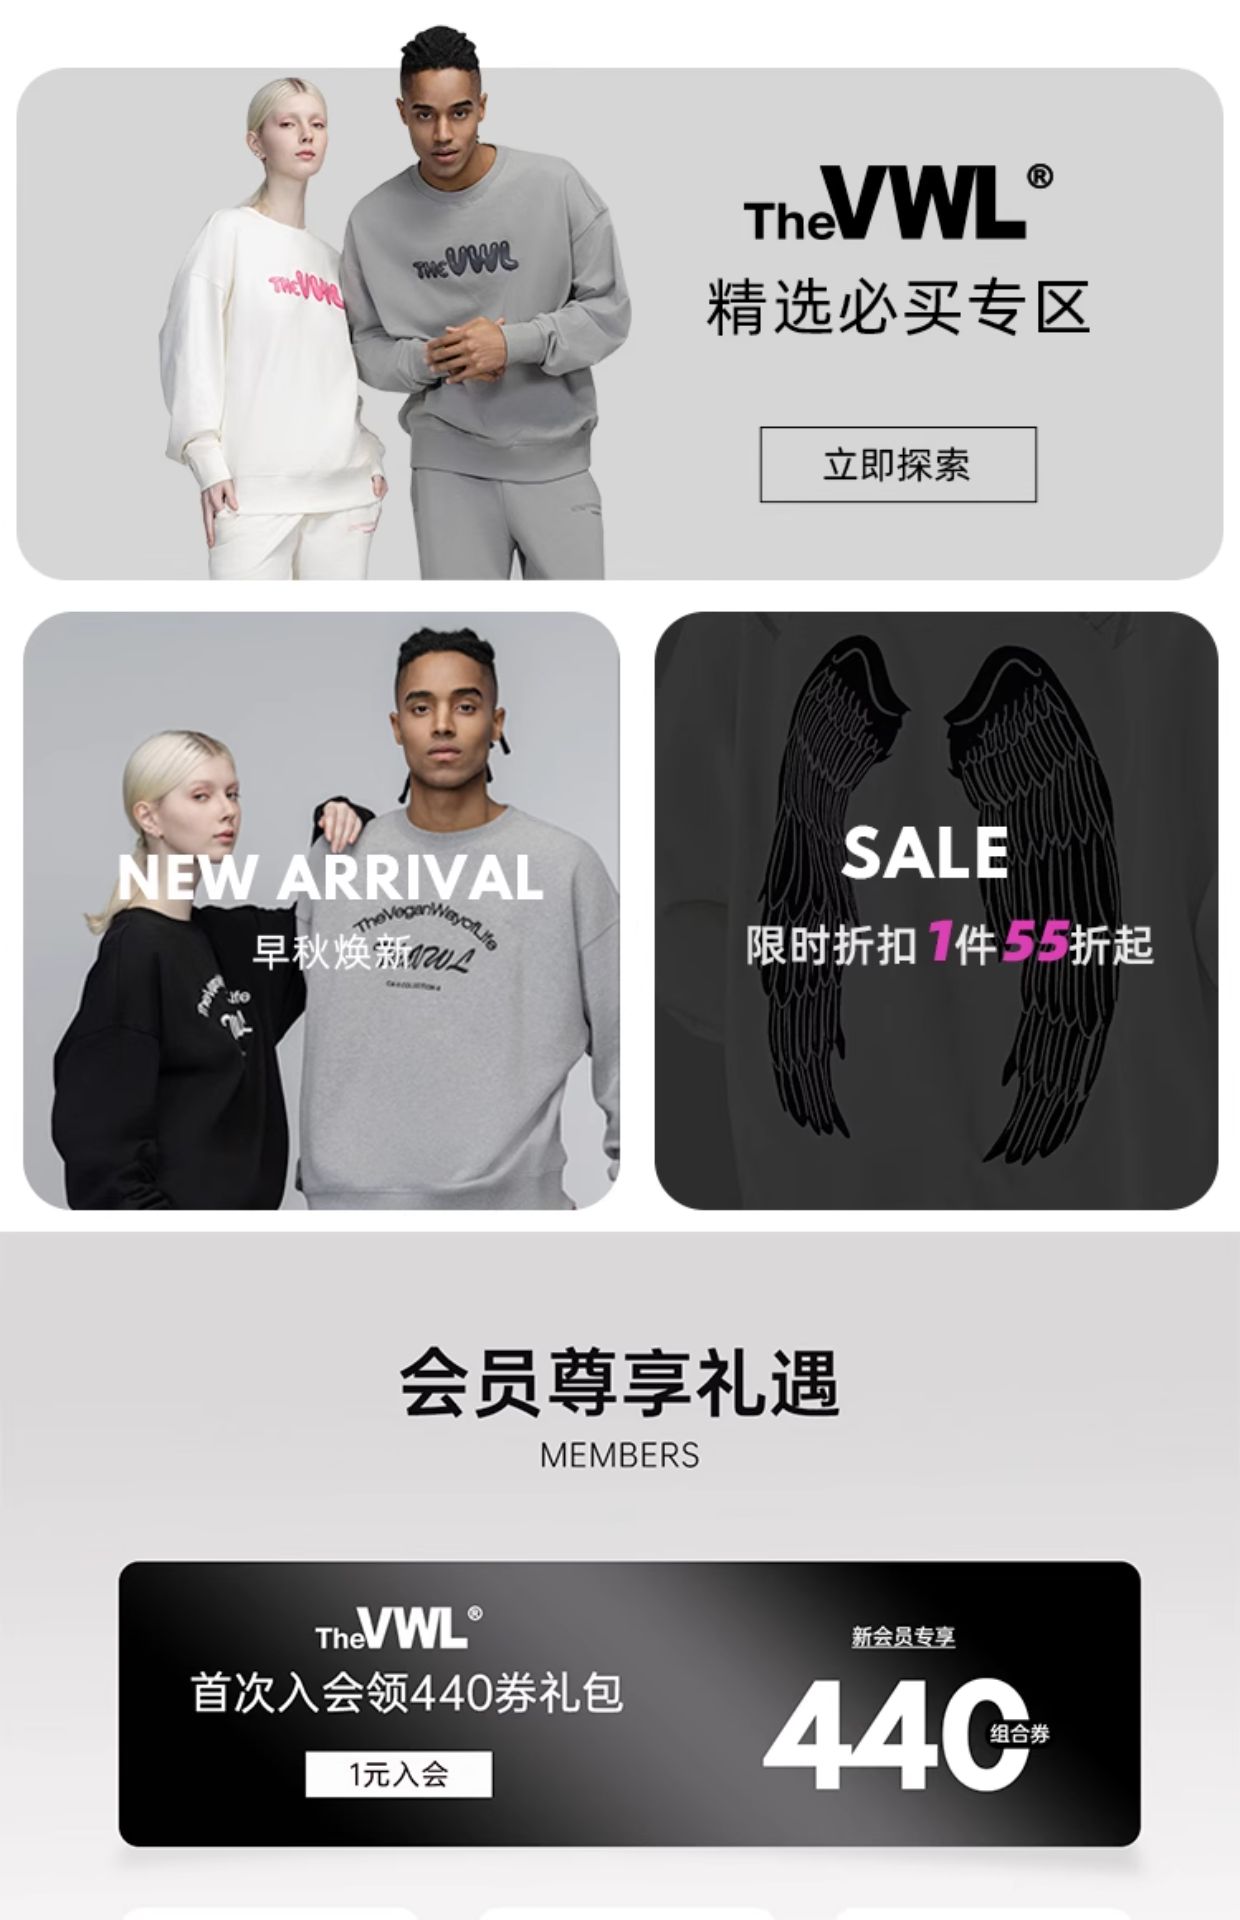 TheVWL®
精选必买专区
立即探索
THE VWL
THE VWL
NEW ARRIVAL
早秋焕新
TheVeganWayofLife
SALE
限时折扣1件55折起
会员尊享礼遇
MEMBERS
TheVWL®
首次入会领440券礼包
1元入会
新会员专享
440
组合券